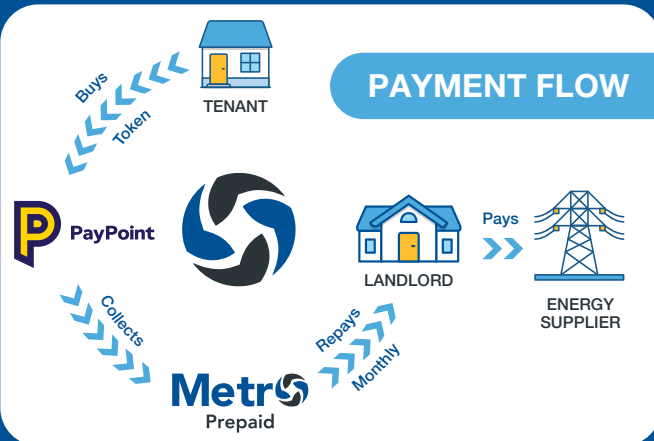 PAYMENT FLOW
TENANT
Buys
Token
PayPoint
Collects
Metro
Prepaid
Repays
Monthly
LANDLORD
Pays
ENERGY
SUPPLIER